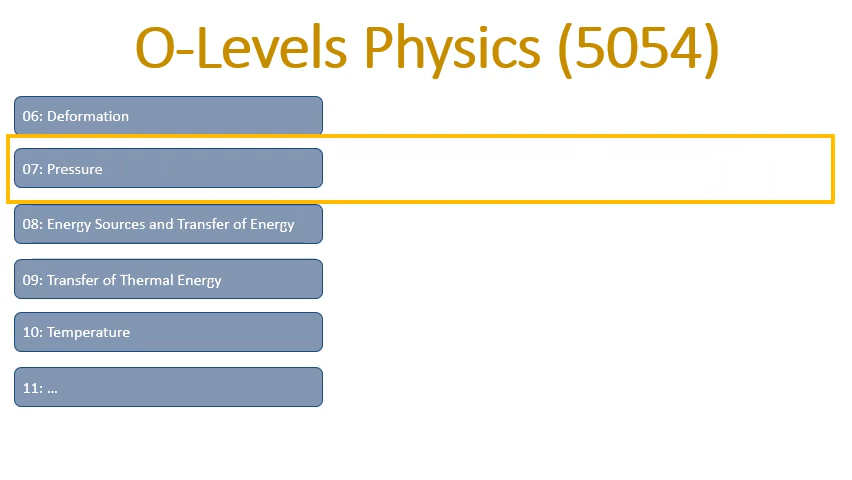 O-Levels Physics (5054)
06: Deformation
07: Pressure
08: Energy Sources and Transfer of Energy
09: Transfer of Thermal Energy
10: Temperature
11: ...